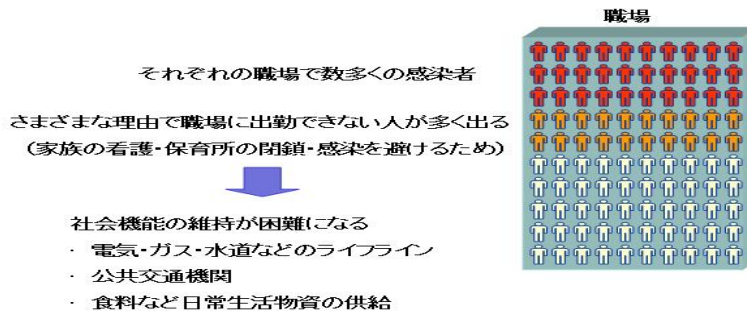 職場
それぞれの職場で数多くの感染者
さまざまな理由で職場に出勤できない人が多く出る
（家族の看護・保育所の閉鎖・感染を避けるため）
社会機能の維持が困難になる
・ 電気・ガス・水道などのライフライン
・ 公共交通機関
・ 食料など日常生活物資の供給